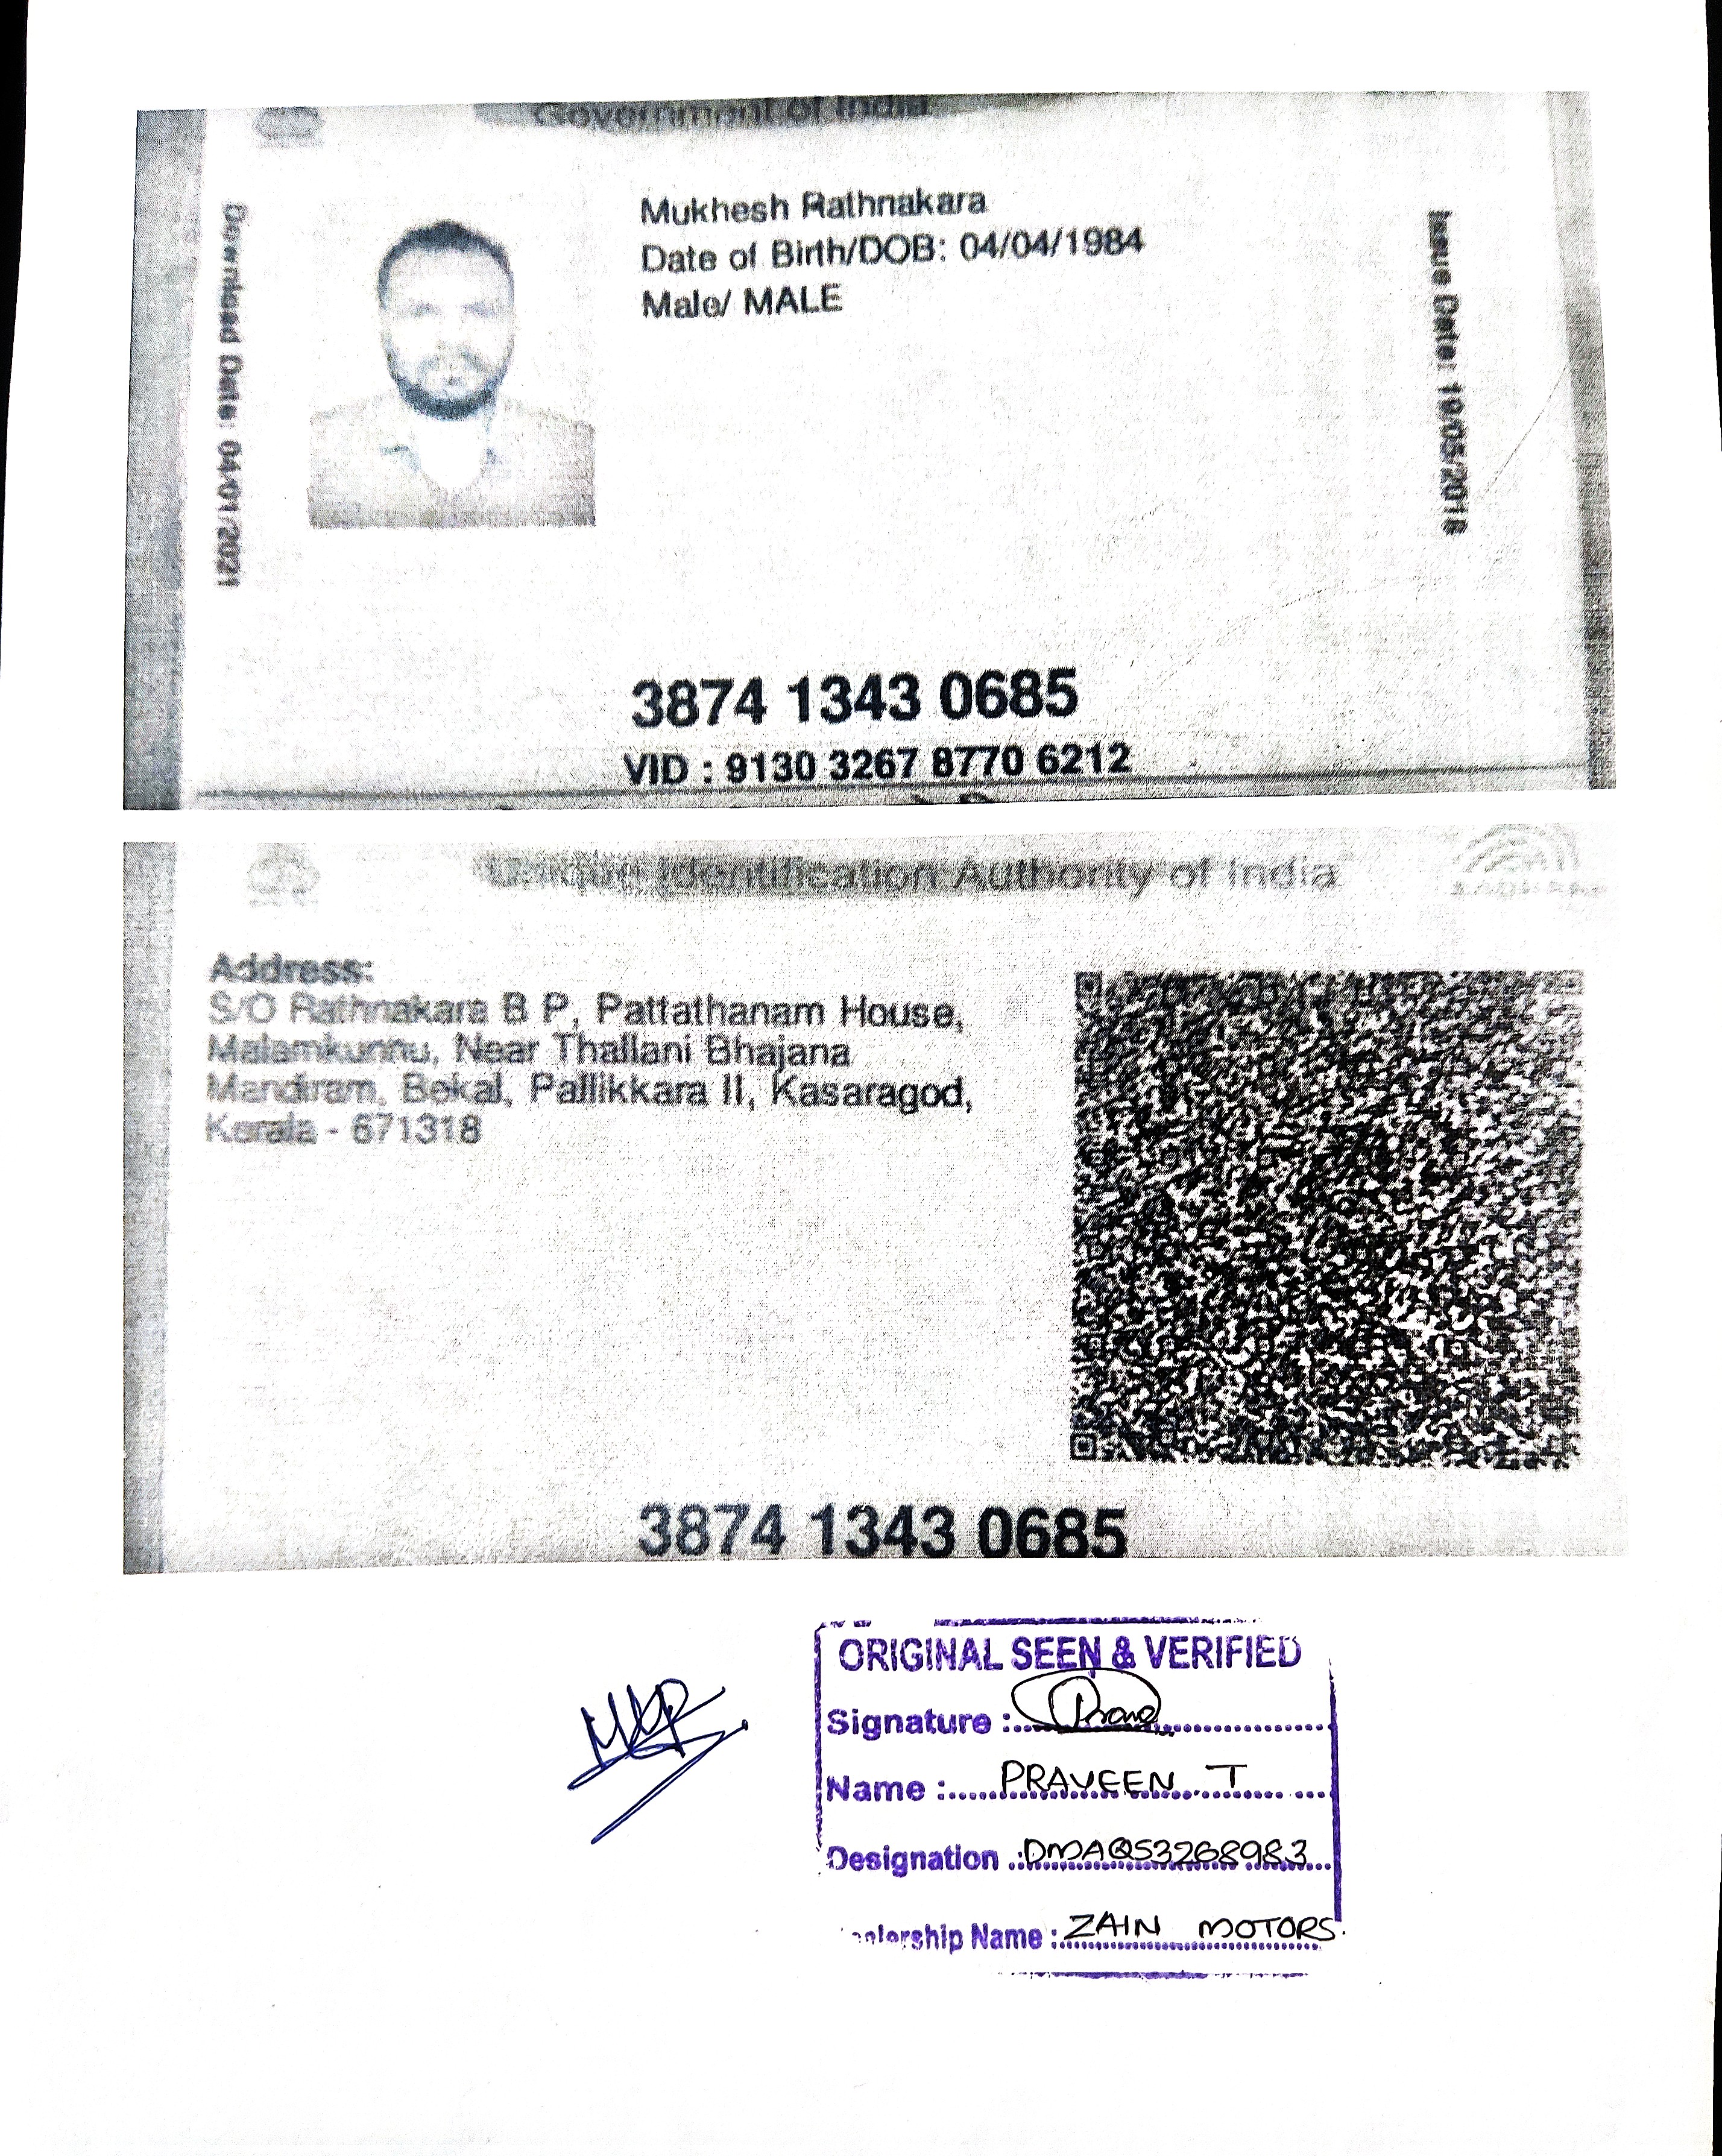 Government of India
Mukhesh Rathnakara
Date of Birth/DOB: 04/04/1984
Male/ MALE
Download Date: 04/01/2021
Issue Date: 19/05/2018
3874 1343 0685
VID : 9130 3267 8770 6212
Unique Identification Authority of India
AADHAAR
Address:
S/O Rathnakara B P, Pattathanam House,
Malamkunnu, Near Thallani Bhajana
Mandiram, Bekal, Pallikkara II, Kasaragod,
Kerala - 671318
3874 1343 0685
ORIGINAL SEEN & VERIFIED
Signature :
Name : PRAVEEN T
Designation : DMAQS3268983
Dealership Name : ZAIN MOTORS.